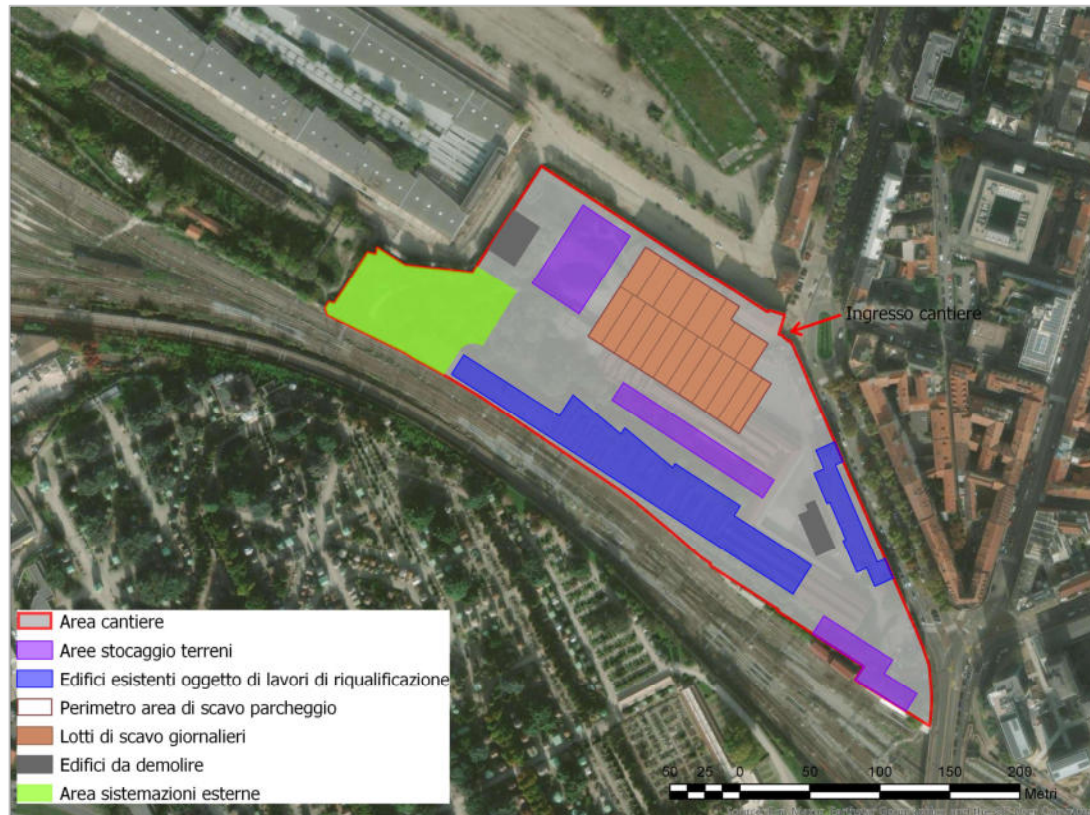 Ingresso cantiere
Area cantiere
Aree stoccaggio terreni
Edifici esistenti oggetto di lavori di riqualificazione
Perimetro area di scavo parcheggio
Lotti di scavo giornalieri
Edifici da demolire
Area sistemazioni esterne
50 25 0 50 100 150 200
Metri